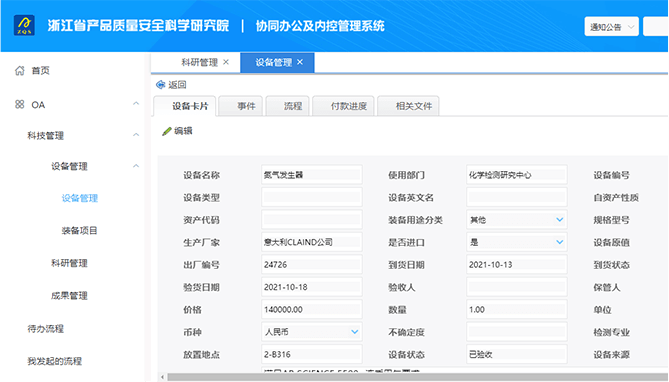 ZQS 浙江省产品质量安全科学研究院 | 协同办公及内控管理系统 通知公告
首页 科研管理 × 设备管理 ×
返回
OA 设备卡片 事件 流程 付款进度 相关文件
科技管理 编辑
设备管理
设备名称 氮气发生器 使用部门 化学检测研究中心 设备编号
设备管理 设备类型 设备英文名 自资产性质
资产代码 装备用途分类 其他 规格型号
装备项目
生产厂家 意大利CLAIND公司 是否进口 是 设备原值
科研管理 出厂编号 24726 到货日期 2021-10-13 到货状态
成果管理 验货日期 2021-10-18 验收人 保管人
价格 140000.00 数量 1.00 单位
待办流程 币种 人民币 不确定度 检测专业
我发起的流程 放置地点 2-B316 设备状态 已验收 设备来源